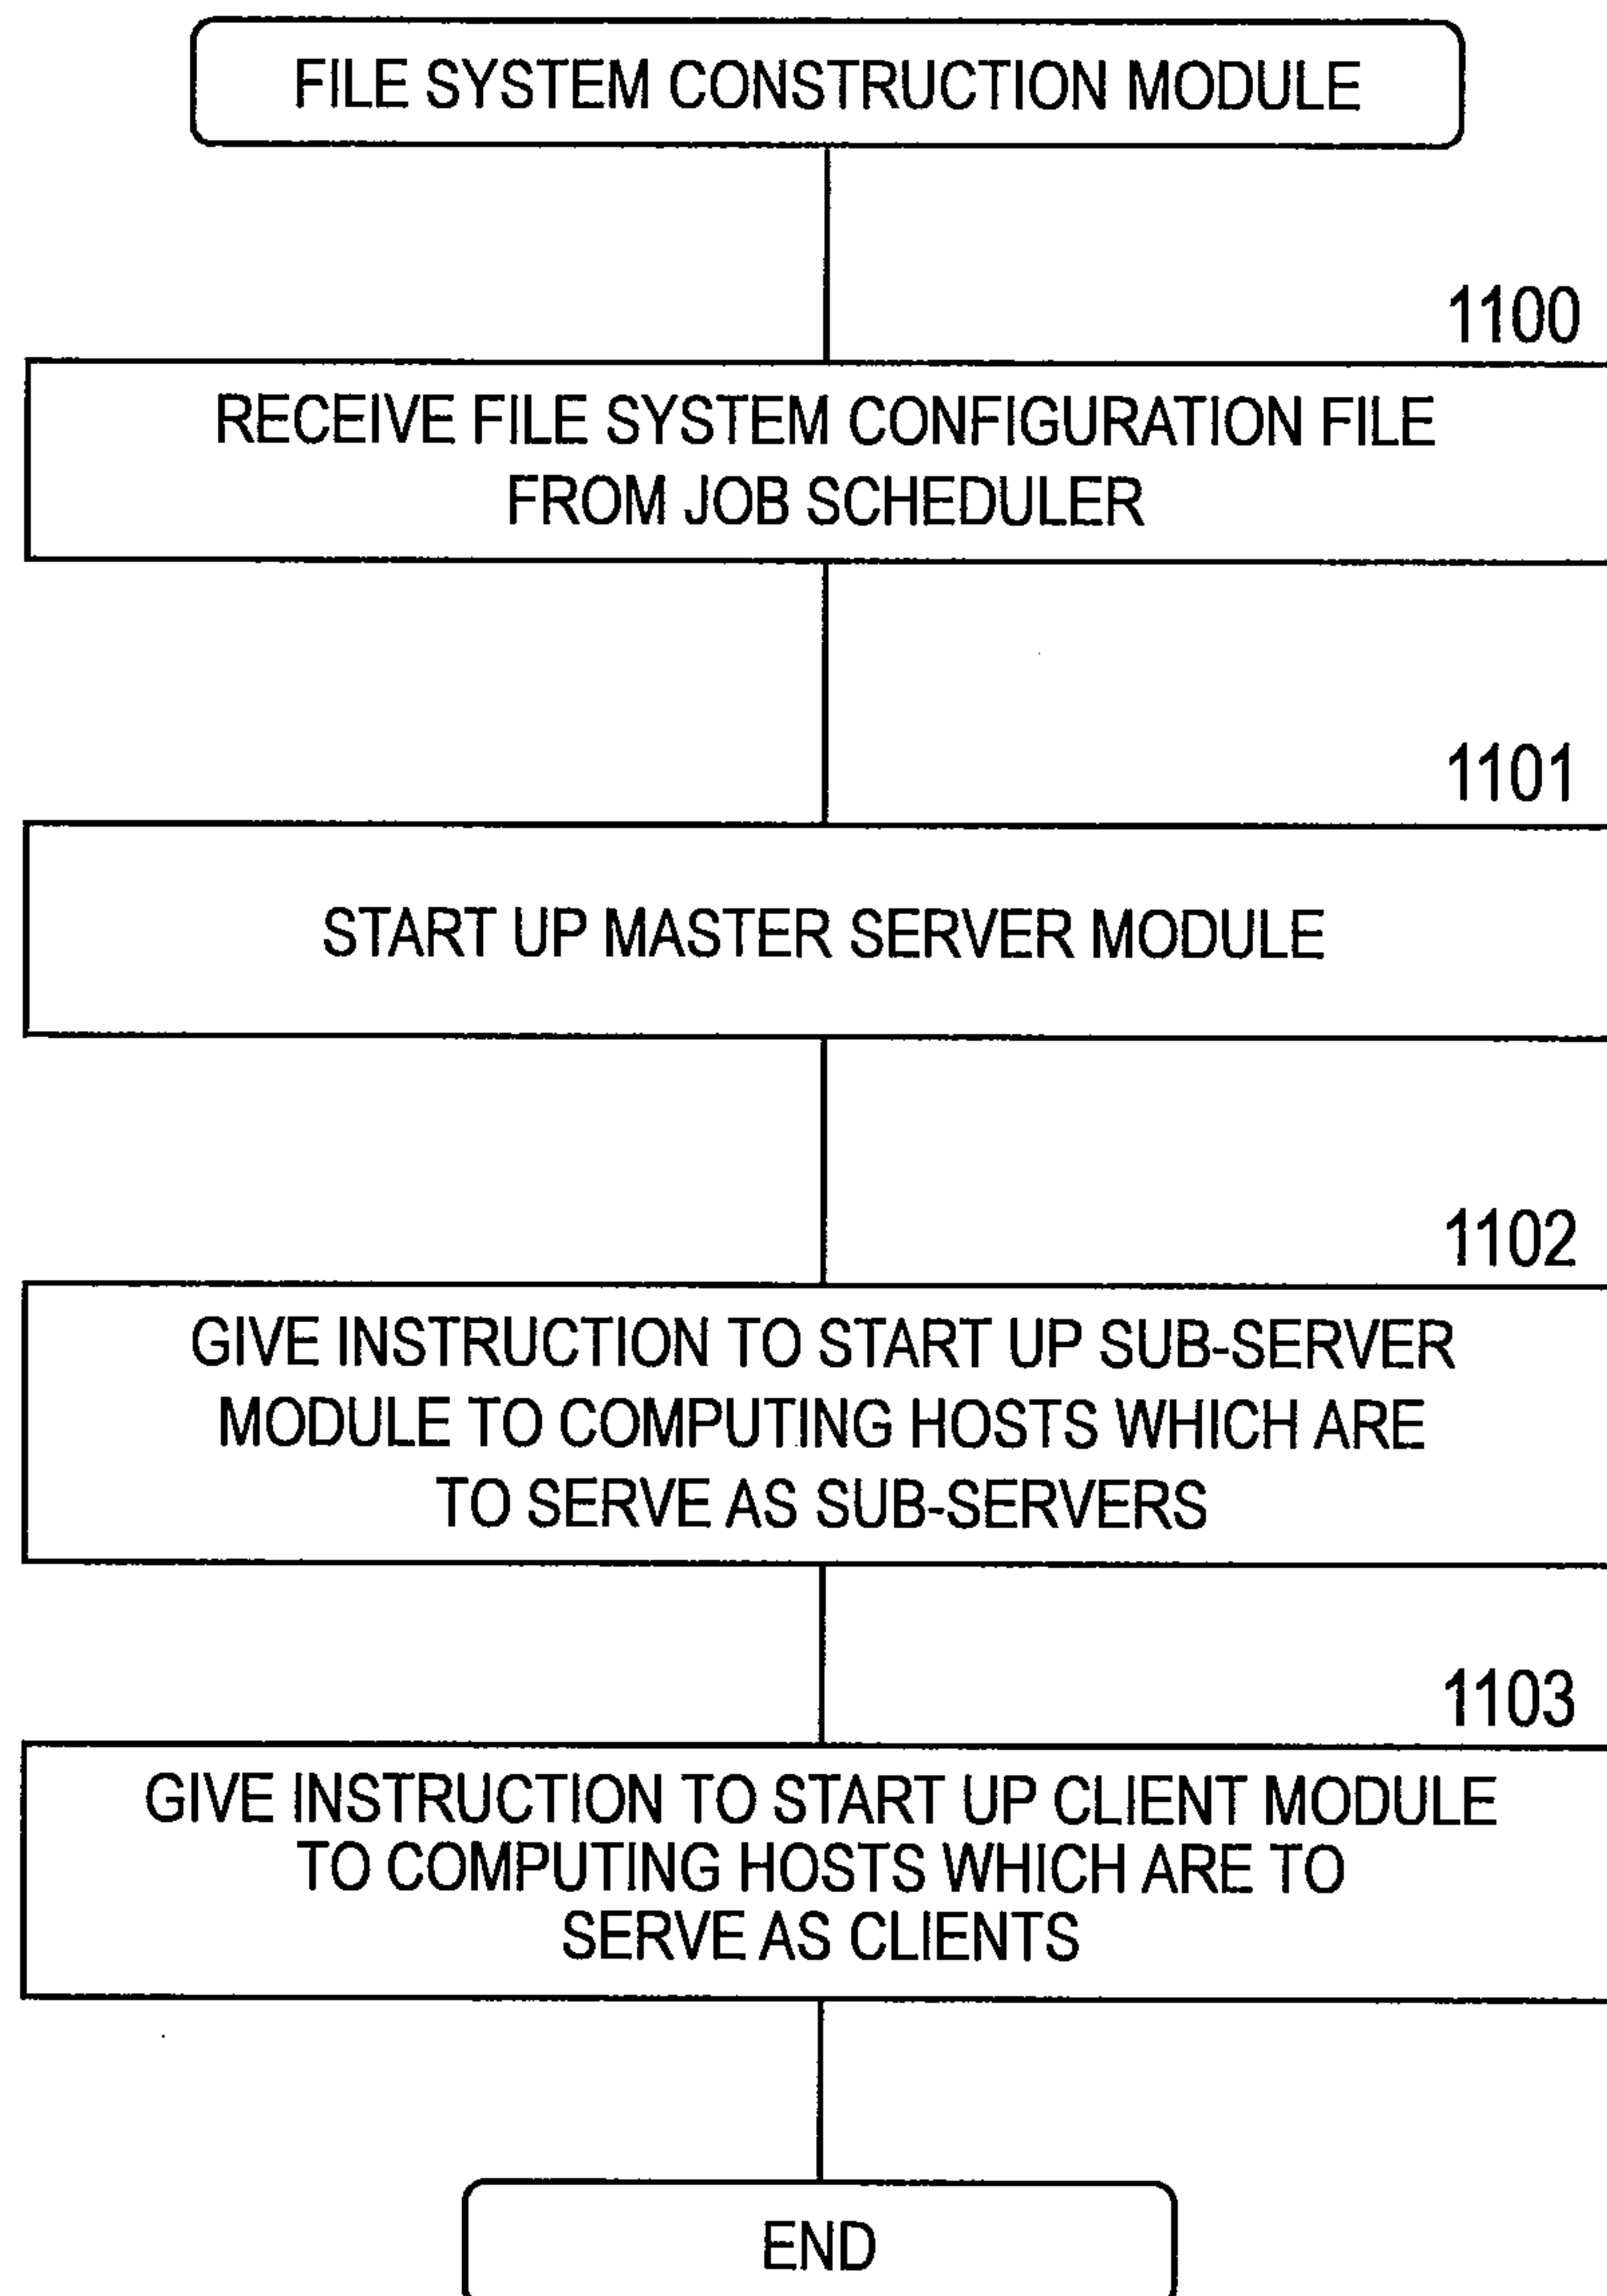 FILE SYSTEM CONSTRUCTION MODULE
1100
RECEIVE FILE SYSTEM CONFIGURATION FILE
FROM JOB SCHEDULER
1101
START UP MASTER SERVER MODULE
1102
GIVE INSTRUCTION TO START UP SUB-SERVER
MODULE TO COMPUTING HOSTS WHICH ARE
TO SERVE AS SUB-SERVERS
1103
GIVE INSTRUCTION TO START UP CLIENT MODULE
TO COMPUTING HOSTS WHICH ARE TO
SERVE AS CLIENTS
END